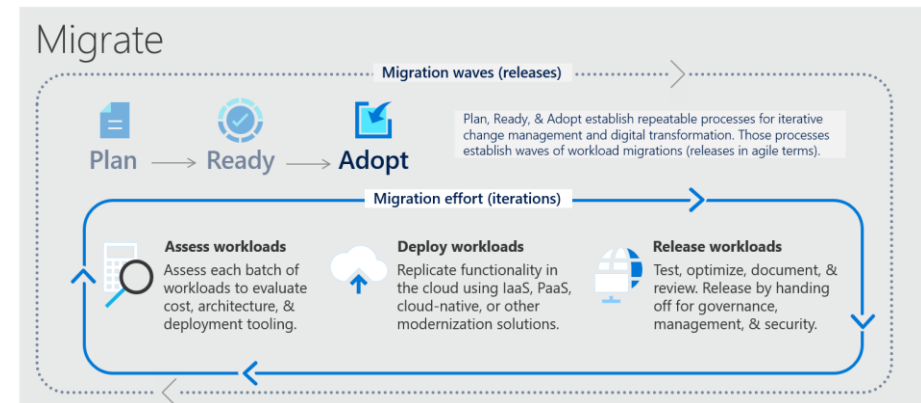 Migrate
Migration waves (releases)
Plan
Ready
Adopt
Plan, Ready, & Adopt establish repeatable processes for iterative
change management and digital transformation. Those processes
establish waves of workload migrations (releases in agile terms).
Migration effort (iterations)
Assess workloads
Assess each batch of
workloads to evaluate
cost, architecture, &
deployment tooling.
Deploy workloads
Replicate functionality in
the cloud using IaaS, PaaS,
cloud-native, or other
modernization solutions.
Release workloads
Test, optimize, document, &
review. Release by handing
off for governance,
management, & security.